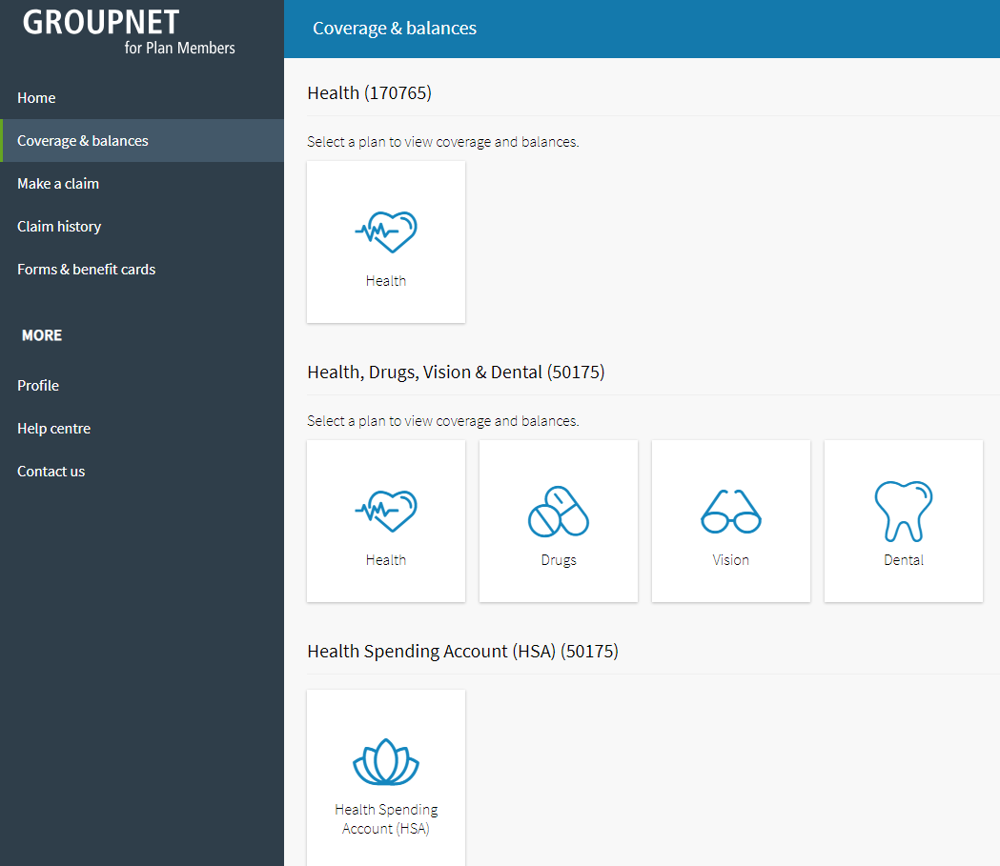 GROUPNET
for Plan Members
Home
Coverage & balances
Make a claim
Claim history
Forms & benefit cards
MORE
Profile
Help centre
Contact us
Coverage & balances
Health (170765)
Select a plan to view coverage and balances.
Health
Health, Drugs, Vision & Dental (50175)
Select a plan to view coverage and balances.
Health
Drugs
Vision
Dental
Health Spending Account (HSA) (50175)
Health Spending
Account (HSA)